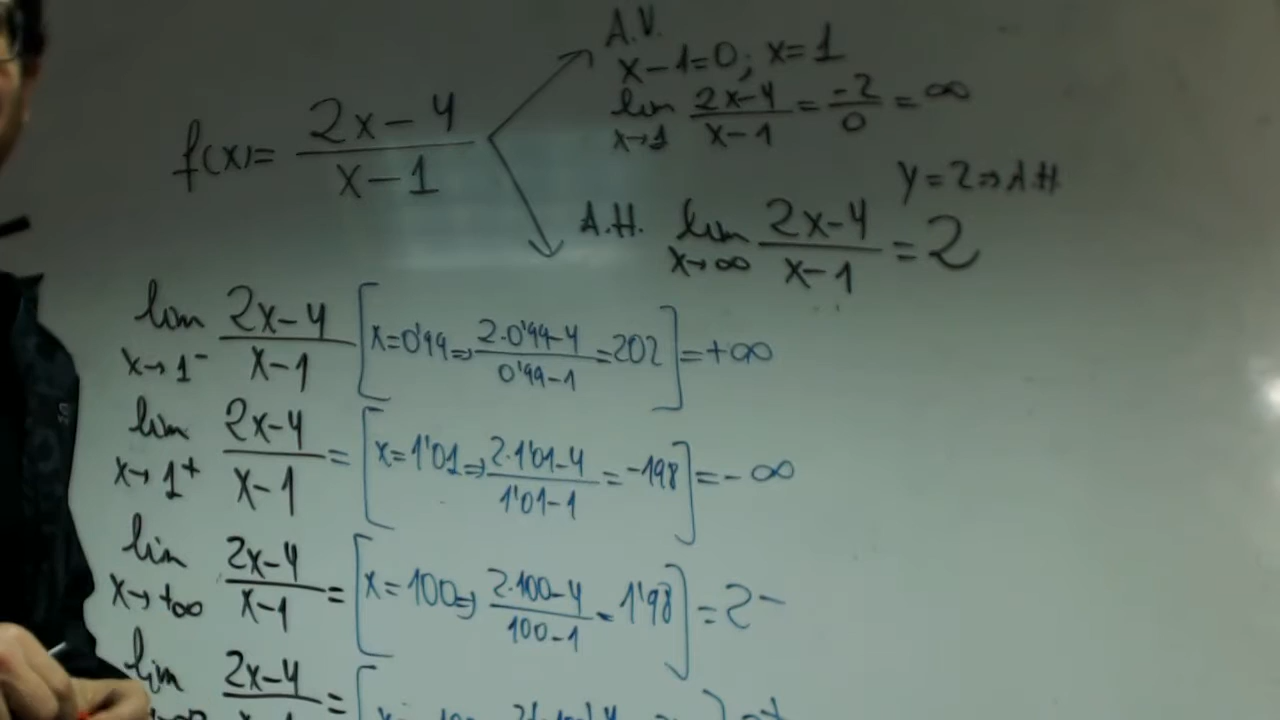 f(x)= 2x-4 / x-1
A.V.
x-1=0; x=1
lim x→1 2x-4 / x-1 = -2 / 0 = ∞
y=2⇒A.H.
A.H. lim x→∞ 2x-4 / x-1 = 2
lim x→1⁻ 2x-4 / x-1 [x=0'99⇒ 2·0'99-4 / 0'99-1 =202] =+∞
lim x→1⁺ 2x-4 / x-1 = [x=1'01⇒ 2·1'01-4 / 1'01-1 = -198] =-∞
lim x→+∞ 2x-4 / x-1 = [x=100⇒ 2·100-4 / 100-1 = 1'98] =2⁻
lim 2x-4 / x-1 = [